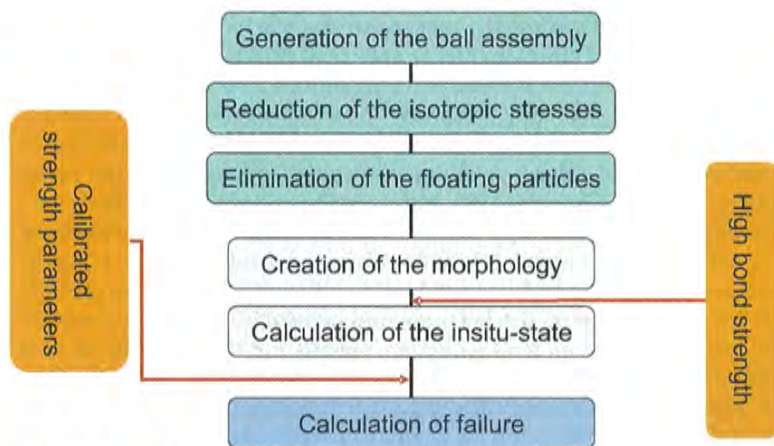 Generation of the ball assembly
Reduction of the isotropic stresses
Elimination of the floating particles
Creation of the morphology
Calculation of the insitu-state
Calculation of failure
Calibrated
strength parameters
High bond strength